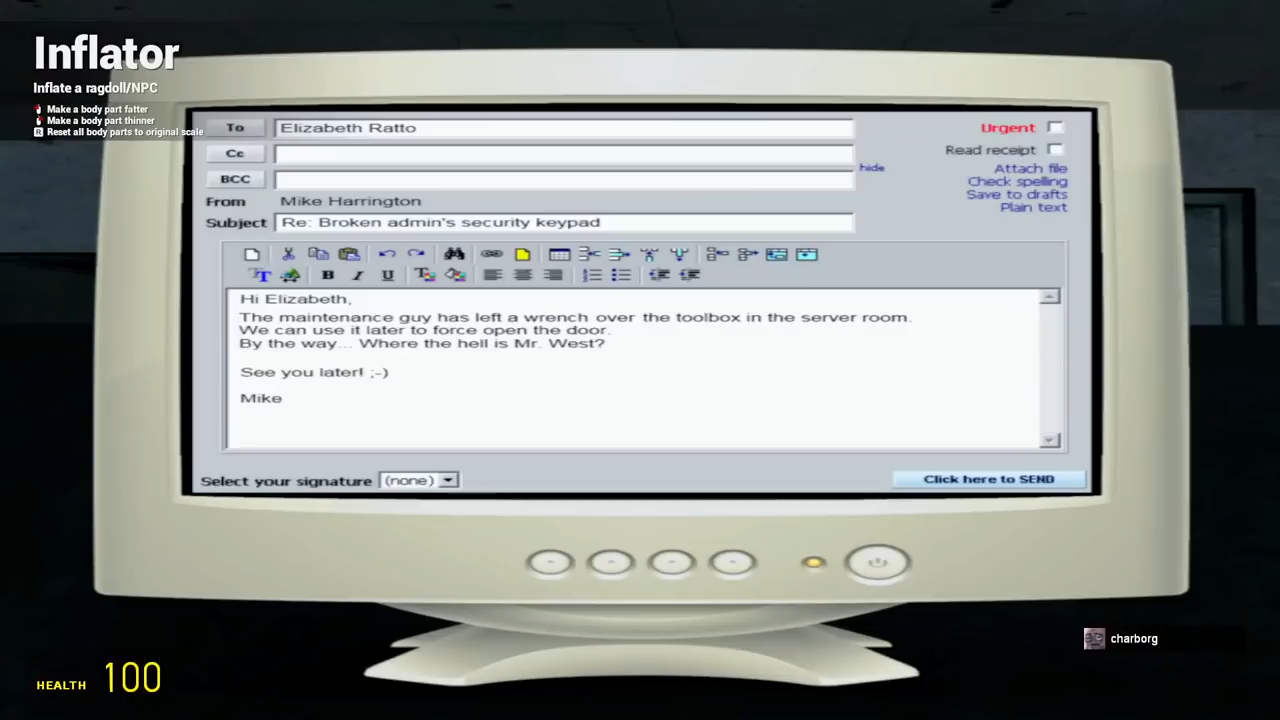 Inflator
Inflate a ragdoll/NPC
Make a body part fatter
Make a body part thinner
R Reset all body parts to original scale
To Elizabeth Ratto
Urgent
Cc
Read receipt
hide
Attach file
BCC
Check spelling
Save to drafts
From Mike Harrington
Plain text
Subject Re: Broken admin's security keypad
B I U
Hi Elizabeth,
The maintenance guy has left a wrench over the toolbox in the server room.
We can use it later to force open the door.
By the way... Where the hell is Mr. West?
See you later! ;-)
Mike
Select your signature (none)
Click here to SEND
charborg
HEALTH 100